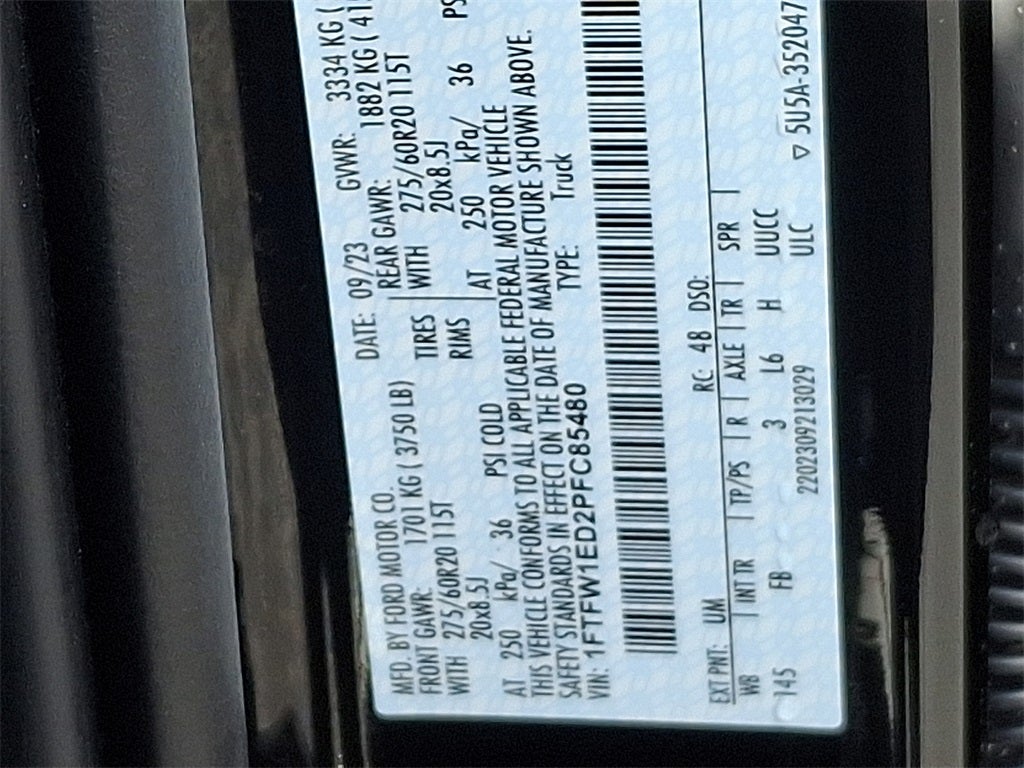 MFD. BY FORD MOTOR CO. DATE: 09/23 GVWR: 3334 KG (
FRONT GAWR: 1701 KG ( 3750 LB) REAR GAWR: 1882 KG ( 41
WITH 275/60R20 115T TIRES WITH 275/60R20 115T
20x8.5J RIMS 20x8.5J
AT 250 kPa/ 36 PSI COLD AT 250 kPa/ 36 PS
THIS VEHICLE CONFORMS TO ALL APPLICABLE FEDERAL MOTOR VEHICLE
SAFETY STANDARDS IN EFFECT ON THE DATE OF MANUFACTURE SHOWN ABOVE.
VIN: 1FTFW1ED2PFC85480 TYPE: Truck
EXT PNT: UM RC: 48 DSO:
WB | INT TR | TP/PS | R | AXLE | TR | SPR |
145 FB 3 L6 H UUCC
2202309213029 ULC ▽ 5U5A-352047